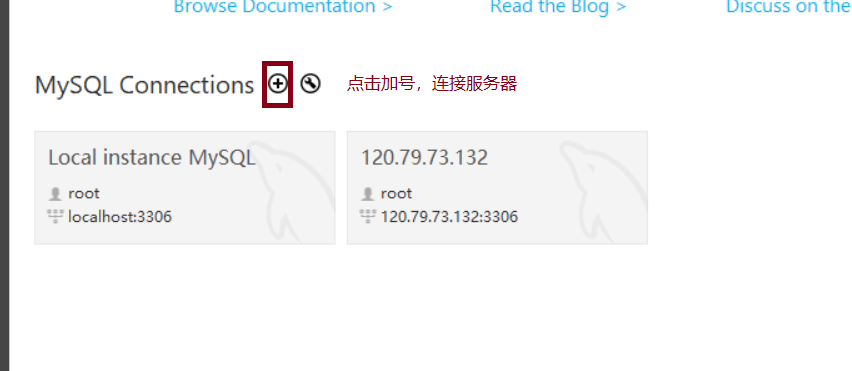 Browse Documentation >
Read the Blog >
Discuss on the
MySQL Connections
点击加号，连接服务器
Local instance MySQL
root
localhost:3306
120.79.73.132
root
120.79.73.132:3306